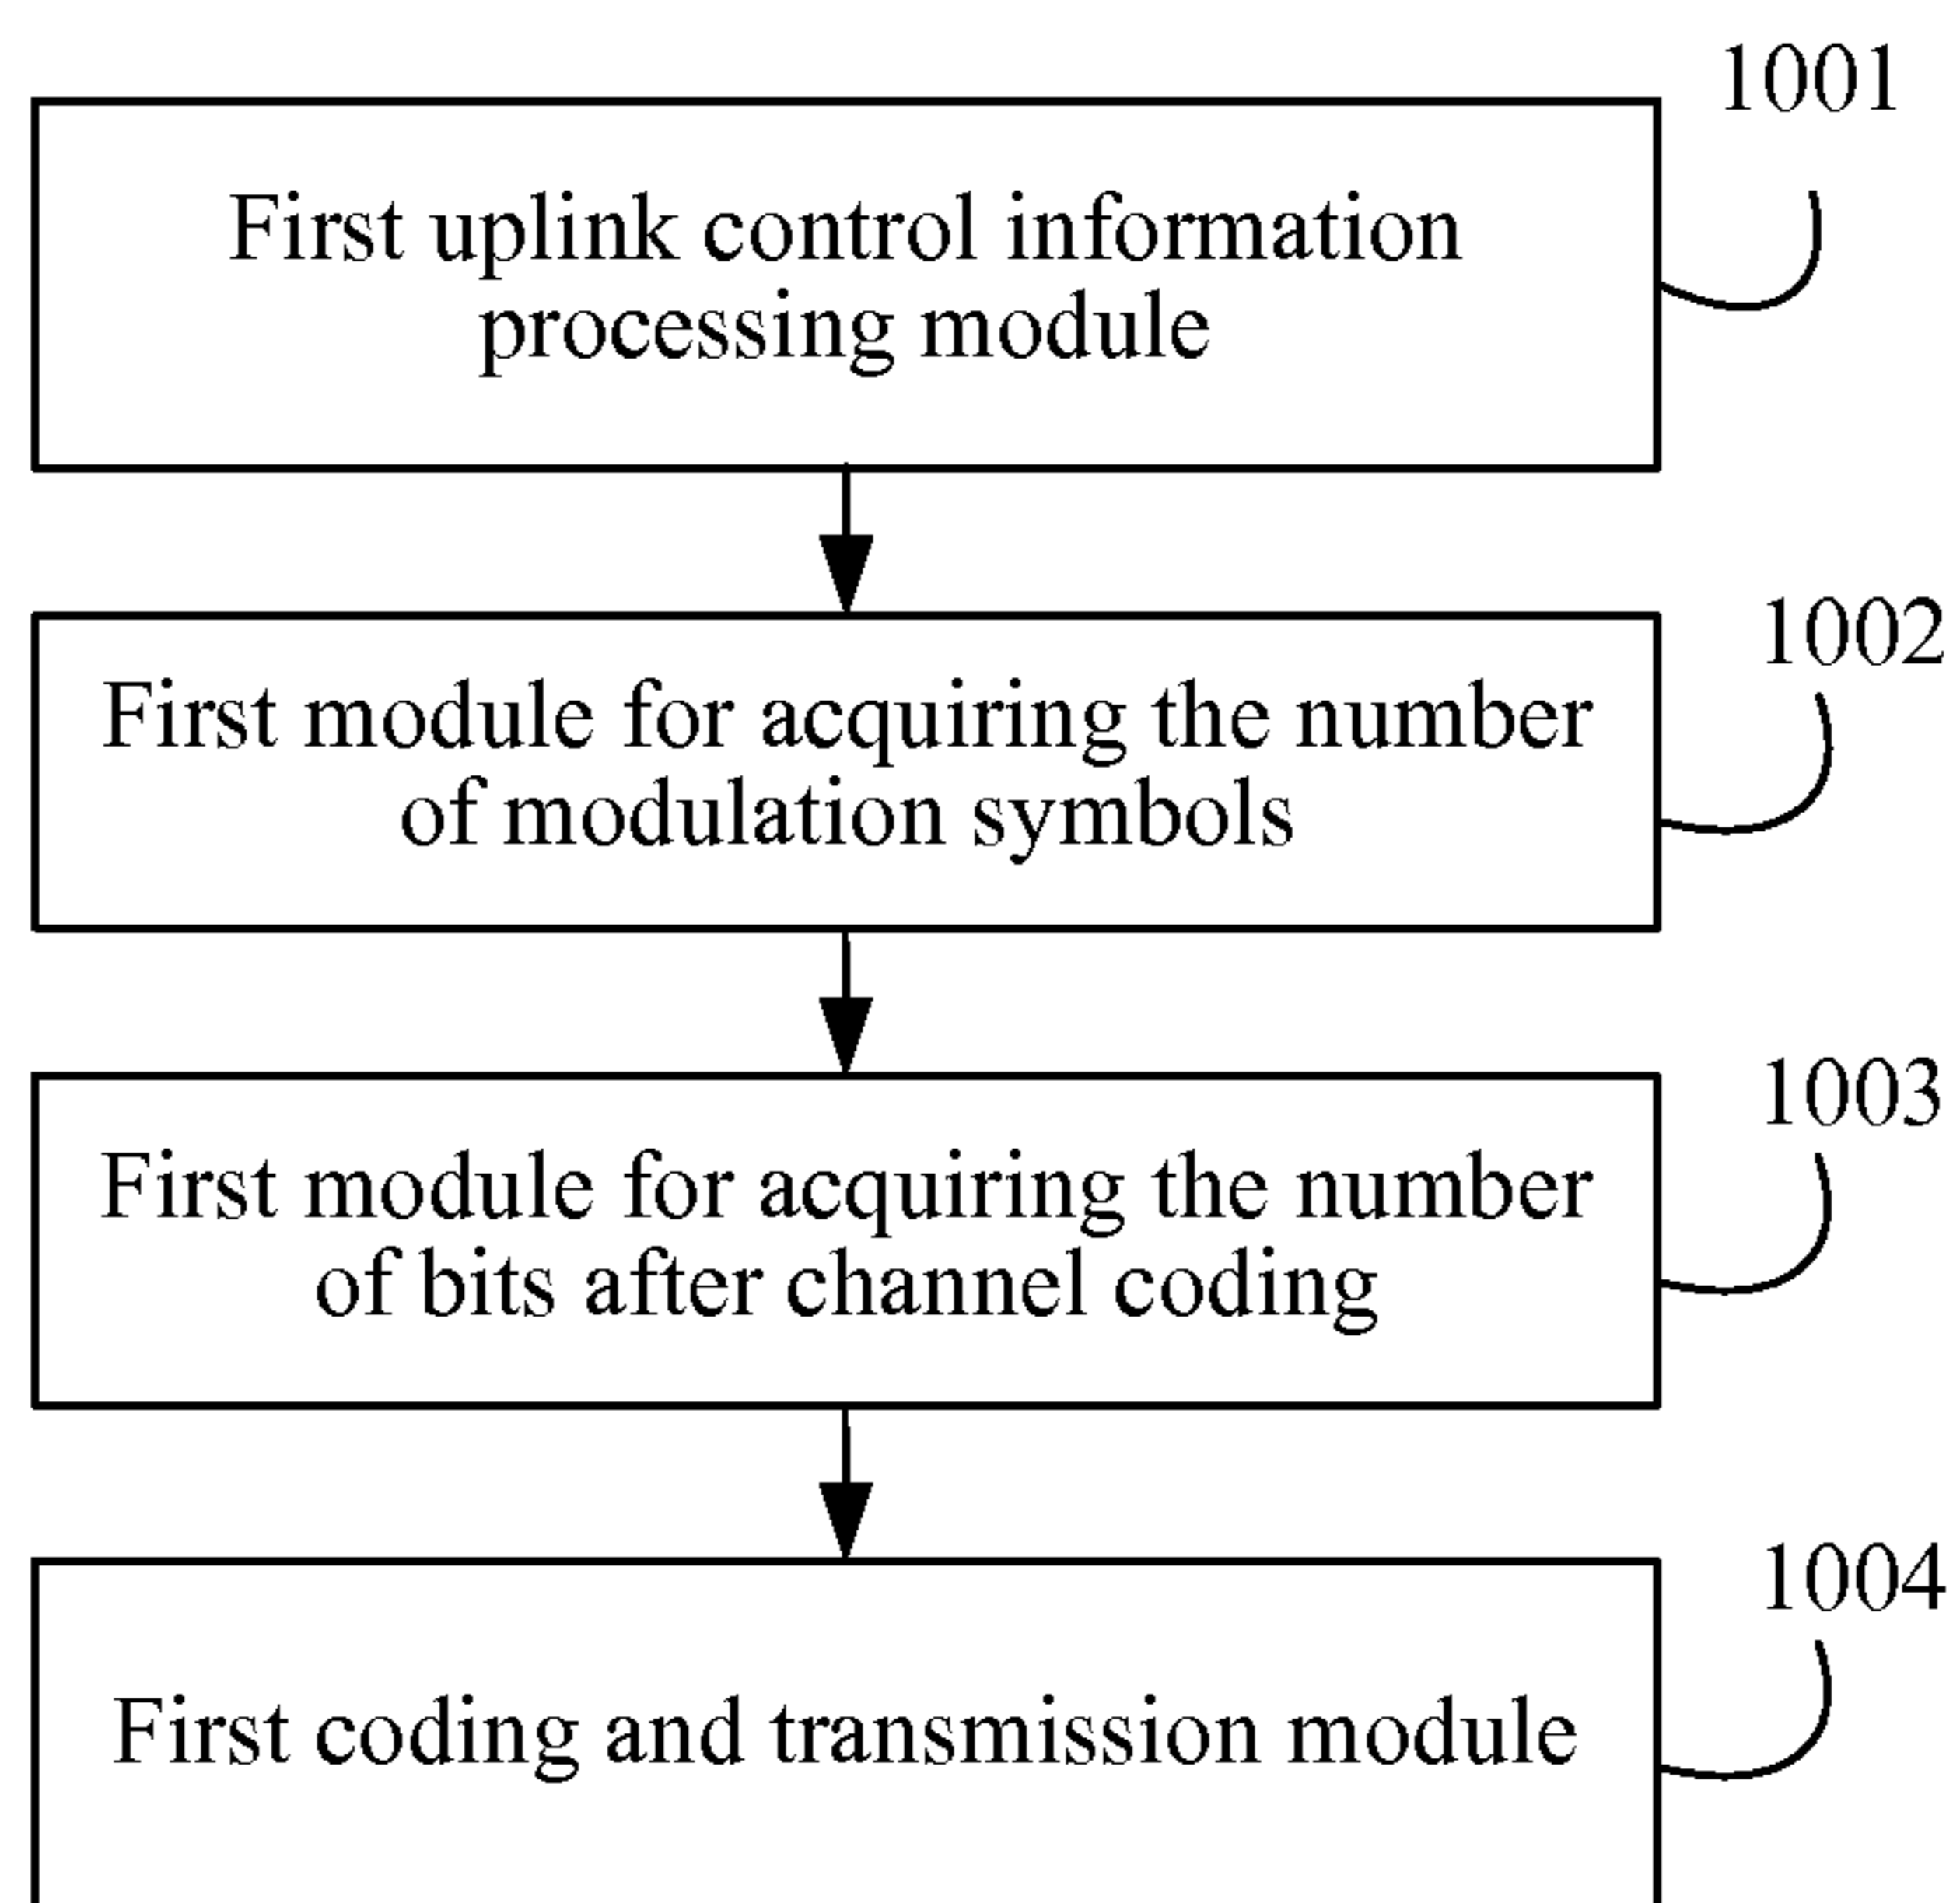 1001
First uplink control information
processing module
1002
First module for acquiring the number
of modulation symbols
1003
First module for acquiring the number
of bits after channel coding
1004
First coding and transmission module